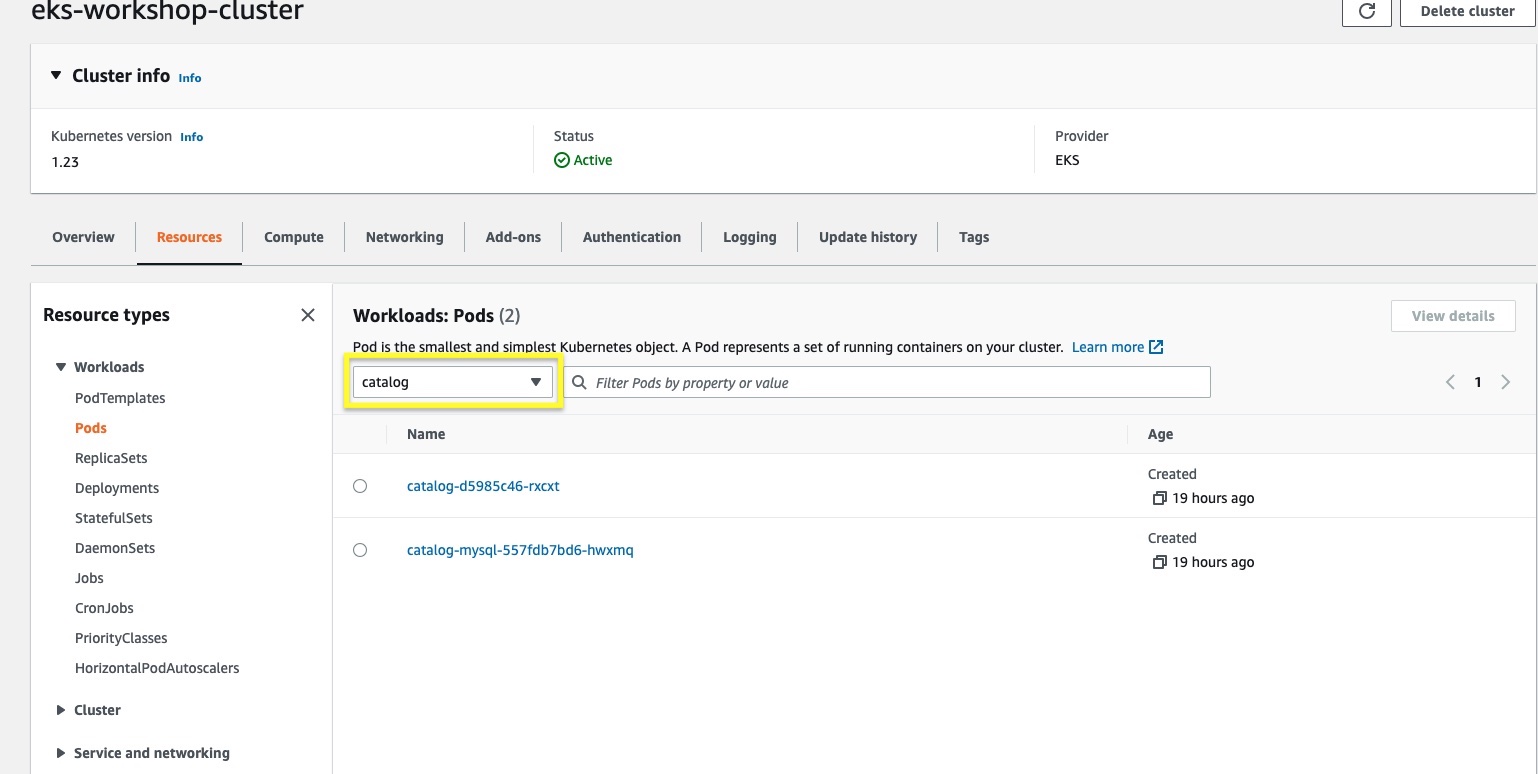 eks-workshop-cluster
Delete cluster
Cluster info Info
Kubernetes version Info
1.23
Status
Active
Provider
EKS
Overview Resources Compute Networking Add-ons Authentication Logging Update history Tags
Resource types
Workloads
PodTemplates
Pods
ReplicaSets
Deployments
StatefulSets
DaemonSets
Jobs
CronJobs
PriorityClasses
HorizontalPodAutoscalers
Cluster
Service and networking
Workloads: Pods (2)
View details
Pod is the smallest and simplest Kubernetes object. A Pod represents a set of running containers on your cluster. Learn more
catalog
Filter Pods by property or value
1
Name Age
catalog-d5985c46-rxcxt
Created
19 hours ago
catalog-mysql-557fdb7bd6-hwxmq
Created
19 hours ago